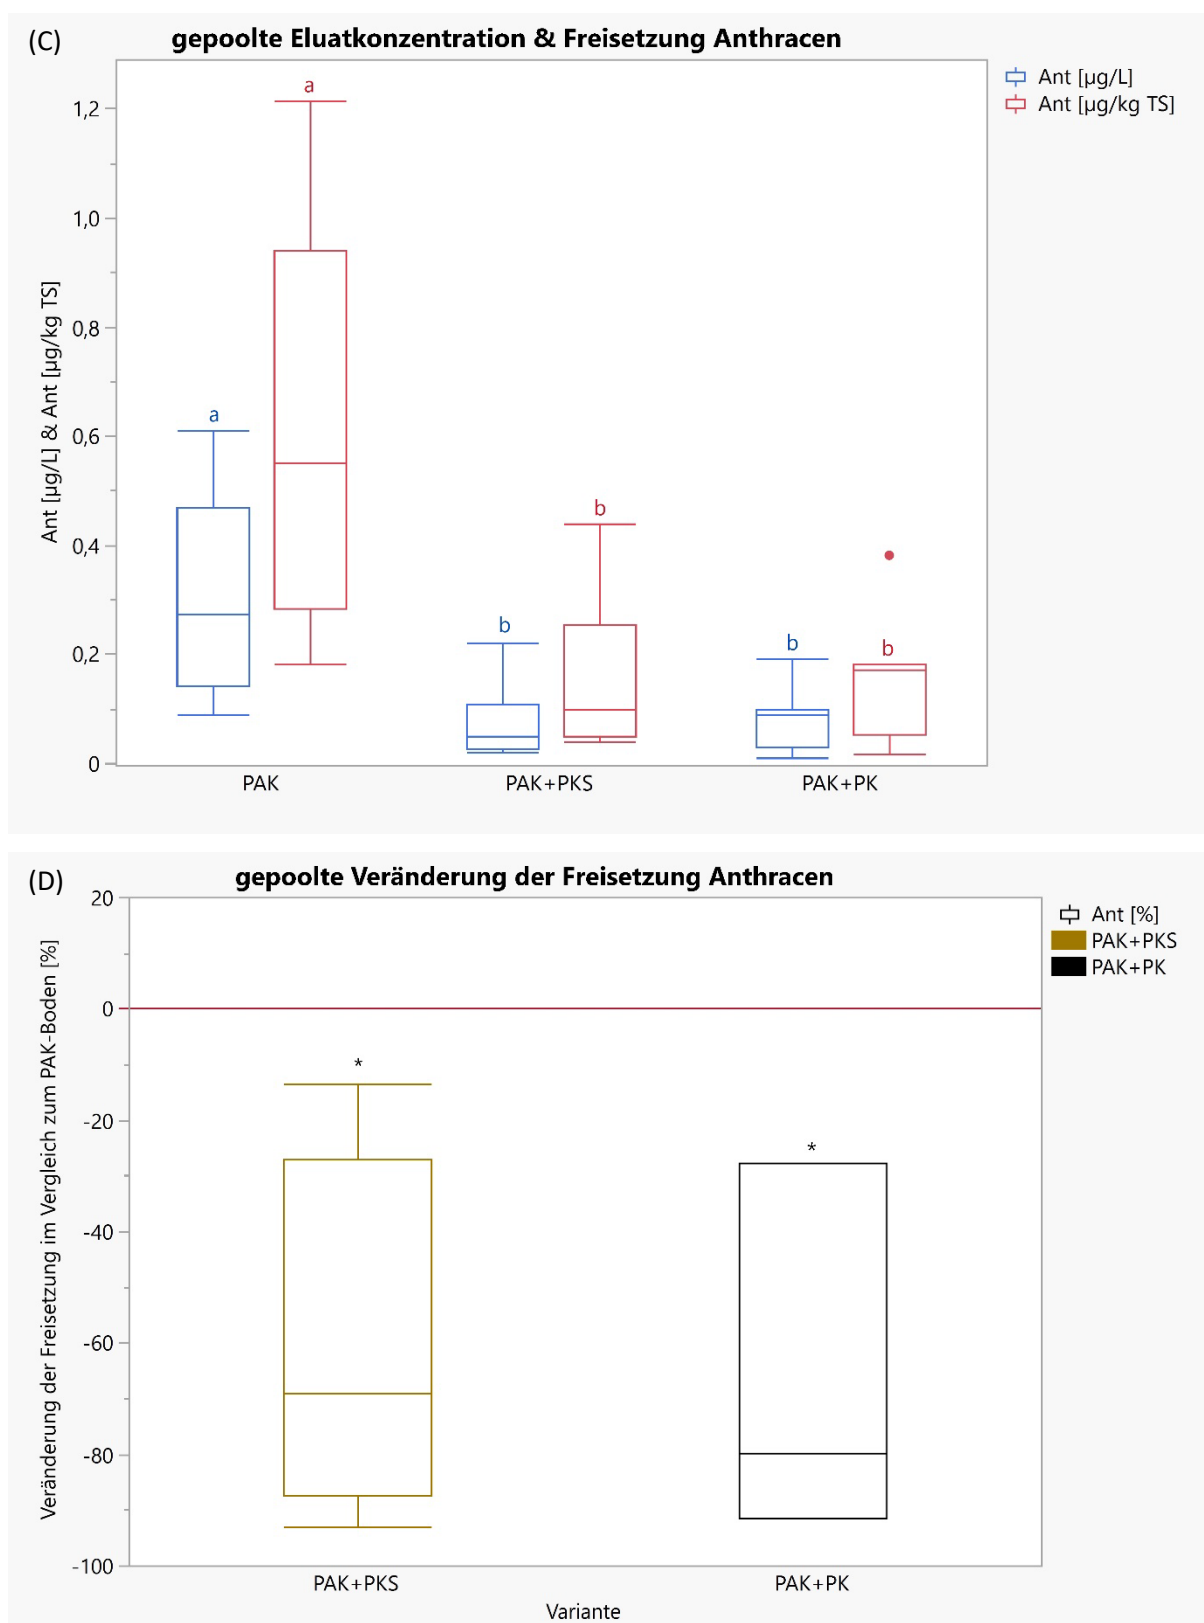 (C)
gepoolte Eluatkonzentration & Freisetzung Anthracen
Ant [µg/L]
Ant [µg/kg TS]
Ant [µg/L] & Ant [µg/kg TS]
1,2
1,0
0,8
0,6
0,4
0,2
0
a
a
b
b
b
b
PAK
PAK+PKS
PAK+PK
(D)
gepoolte Veränderung der Freisetzung Anthracen
Ant [%]
PAK+PKS
PAK+PK
Veränderung der Freisetzung im Vergleich zum PAK-Boden [%]
20
0
-20
-40
-60
-80
-100
*
*
PAK+PKS
PAK+PK
Variante